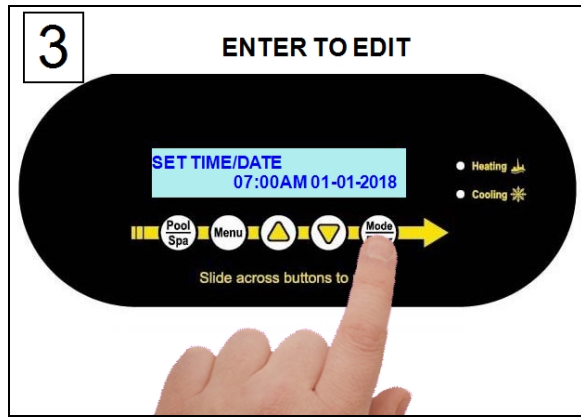 3
ENTER TO EDIT
SET TIME/DATE
07:00AM 01-01-2018
Heating
Cooling
Pool
Spa
Menu
Mode
Slide across buttons to